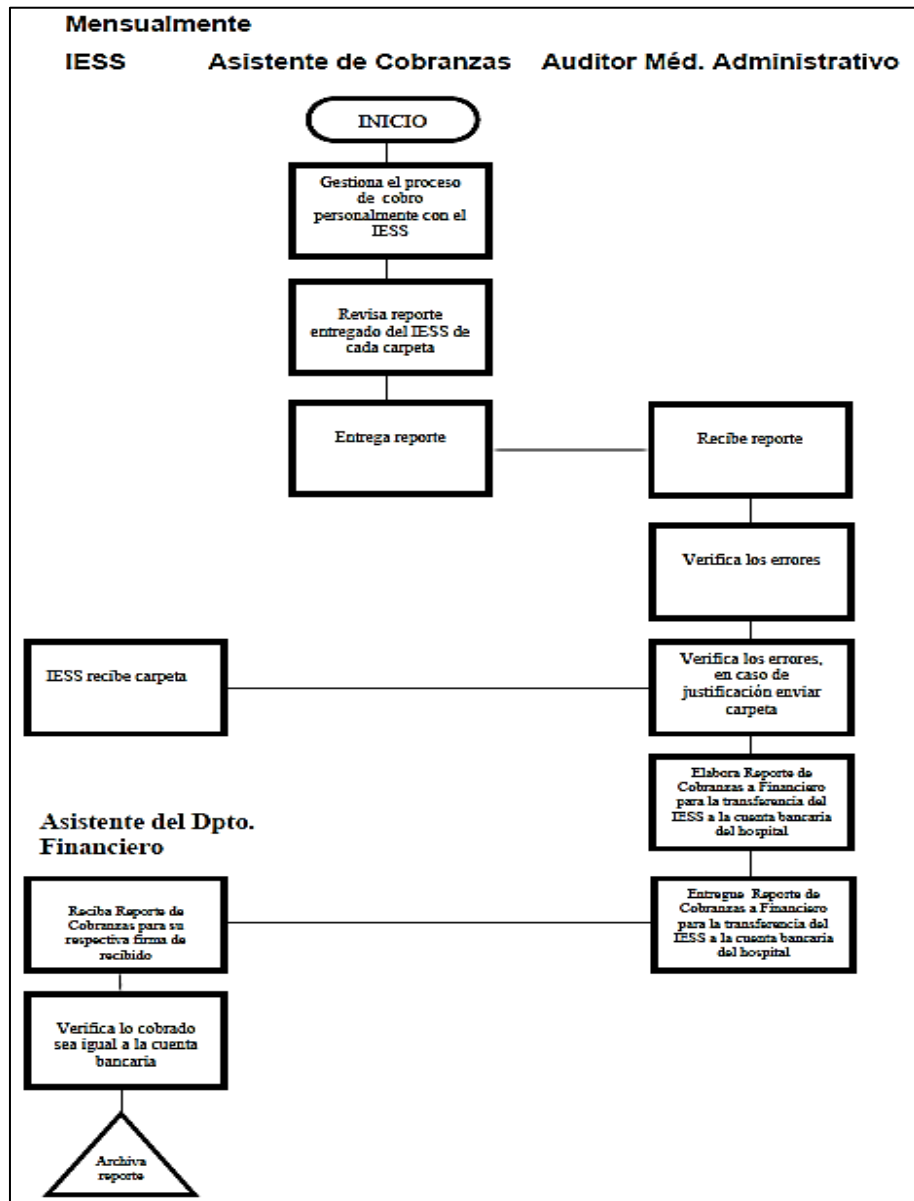 Mensualmente
IESS Asistente de Cobranzas Auditor Méd. Administrativo
INICIO
Gestiona el proceso
de cobro
personalmente con el
IESS
Revisa reporte
entregado del IESS de
cada carpeta
Entrega reporte
Recibe reporte
Verifica los errores
IESS recibe carpeta
Verifica los errores,
en caso de
justificación enviar
carpeta
Elabora Reporte de
Cobranzas a Financiero
para la transferencia del
IESS a la cuenta bancaria
del hospital
Asistente del Dpto.
Financiero
Reciba Reporte de
Cobranzas para su
respectiva firma de
recibido
Entregue Reporte de
Cobranzas a Financiero
para la transferencia del
IESS a la cuenta bancaria
del hospital
Verifica lo cobrado
sea igual a la cuenta
bancaria
Archiva
reporte